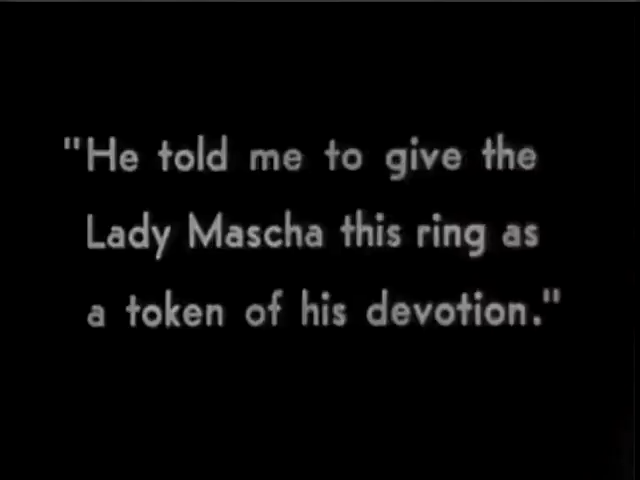 "He told me to give the
Lady Mascha this ring as
a token of his devotion."